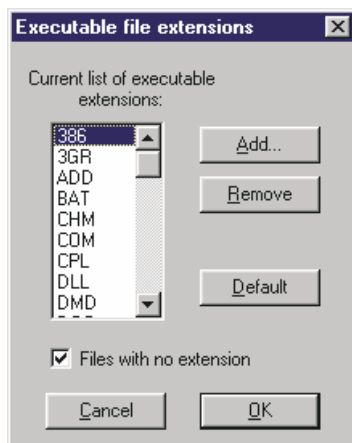 Executable file extensions
Current list of executable
extensions:
386
3GR
ADD
BAT
CHM
COM
CPL
DLL
DMD
Add...
Remove
Default
Files with no extension
Cancel
OK